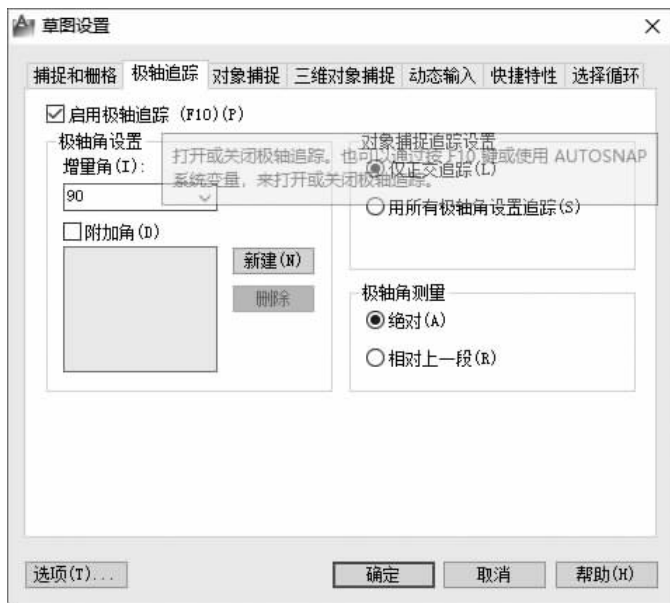 草图设置
捕捉和栅格 极轴追踪 对象捕捉 三维对象捕捉 动态输入 快捷特性 选择循环
启用极轴追踪 (F10)(P)
极轴角设置
增量角(I):
90
附加角(D)
新建(N)
删除
打开或关闭极轴追踪。也可以通过按 F10 键或使用 AUTOSNAP
系统变量，来打开或关闭极轴追踪。
对象捕捉追踪设置
仅正交追踪(L)
用所有极轴角设置追踪(S)
极轴角测量
绝对(A)
相对上一段(R)
选项(T)...
确定
取消
帮助(H)